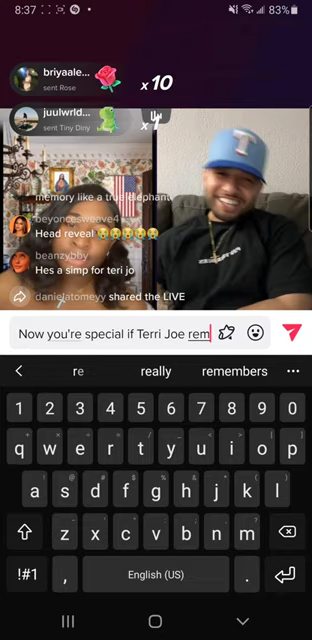 8:37
83%
briyaale...
sent Rose
x 10
juulwrld...
sent Tiny Diny
x 1
memory like a true elephant
beyoncesweave4
Head reveal 😭😭😭😭😭
beanzyyby
Hes a simp for teri jo
danielatomeyy shared the LIVE
Now you're special if Terri Joe rem
re really remembers
1 2 3 4 5 6 7 8 9 0
q w e r t y u i o p
a s d f g h j k l
z x c v b n m
!#1 , English (US) .